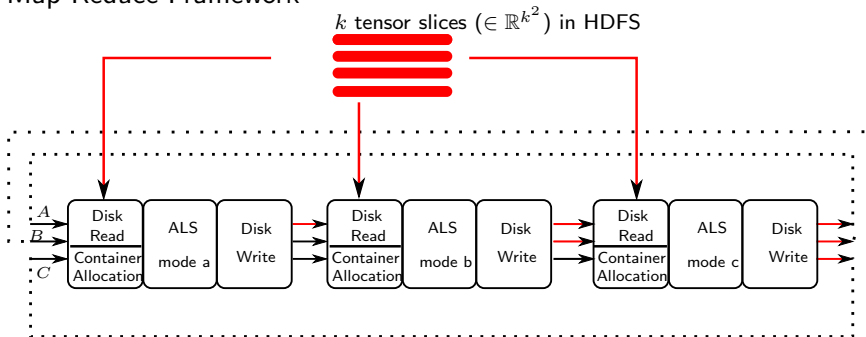 Map-Reduce Framework
k tensor slices (∈ ℝ^{k^2}) in HDFS
A
B
C
Disk
Read
Container
Allocation
ALS
mode a
Disk
Write
Disk
Read
Container
Allocation
ALS
mode b
Disk
Write
Disk
Read
Container
Allocation
ALS
mode c
Disk
Write